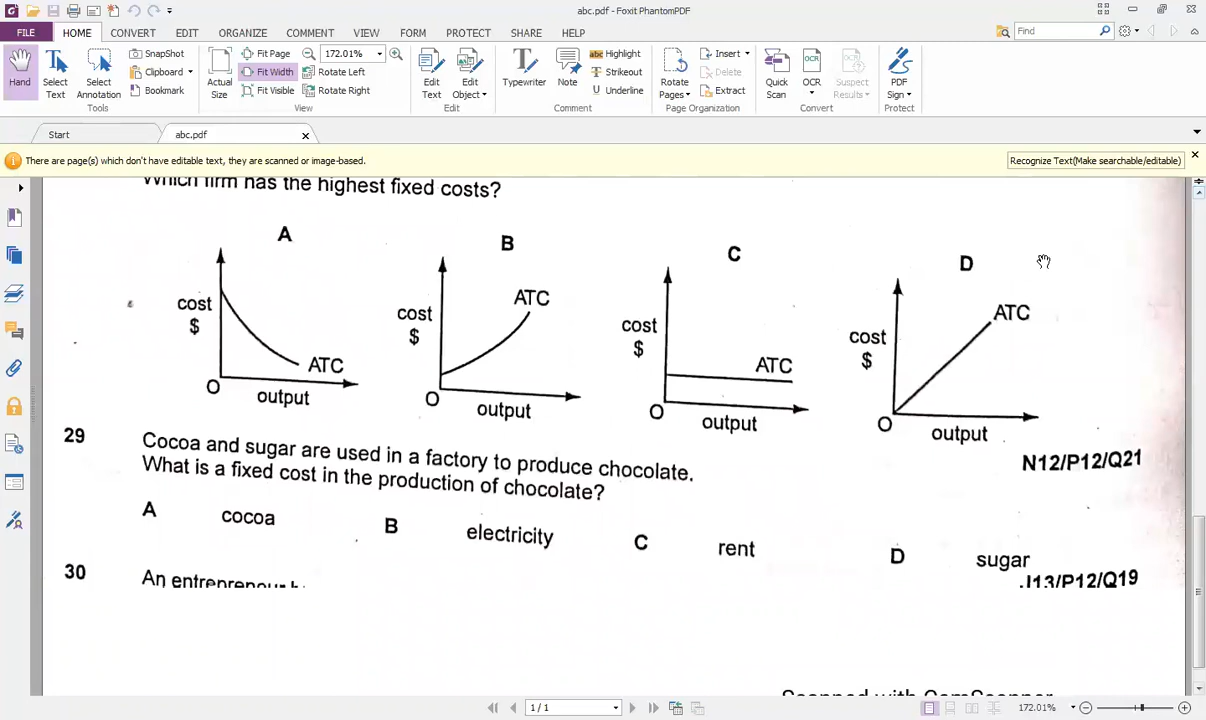 abc.pdf - Foxit PhantomPDF
FILE HOME CONVERT EDIT ORGANIZE COMMENT VIEW FORM PROTECT SHARE HELP Find
Hand
Select Text
Select Annotation
SnapShot
Clipboard
Bookmark
Tools
Actual Size
Fit Page
Fit Width
Fit Visible
172.01%
Rotate Left
Rotate Right
View
Edit Text
Edit Object
Edit
Typewriter
Note
Highlight
Strikeout
Underline
Comment
Rotate Pages
Insert
Delete
Extract
Page Organization
Quick Scan
OCR
Suspect Results
Convert
PDF Sign
Protect
Start abc.pdf
There are page(s) which don't have editable text, they are scanned or image-based. Recognize Text(Make searchable/editable)
Which firm has the highest fixed costs?
A B C D
cost $ ATC O output
cost $ ATC O output
cost $ ATC O output
cost $ ATC O output
N12/P12/Q21
29 Cocoa and sugar are used in a factory to produce chocolate.
What is a fixed cost in the production of chocolate?
A cocoa B electricity C rent D sugar
J13/P12/Q19
30 An entrepreneur
Scanned with CamScanner
1 / 1 172.01%